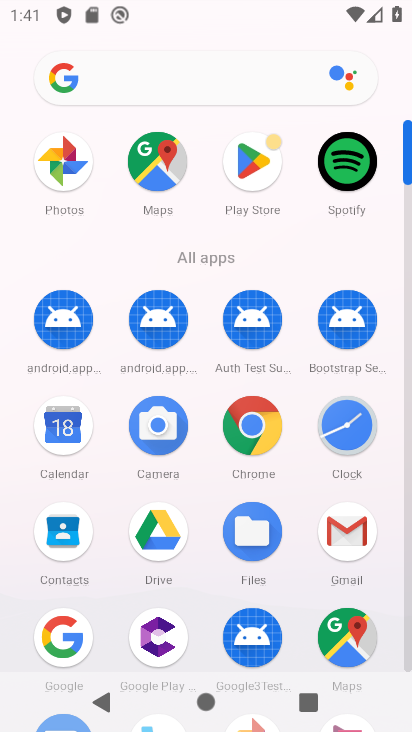 1:41
Photos Maps Play Store Spotify
All apps
android.app... android.app.... Auth Test Su... Bootstrap Se...
18
Calendar Camera Chrome Clock
Contacts Drive Files Gmail
Google Google Play ... Google3Test... Maps